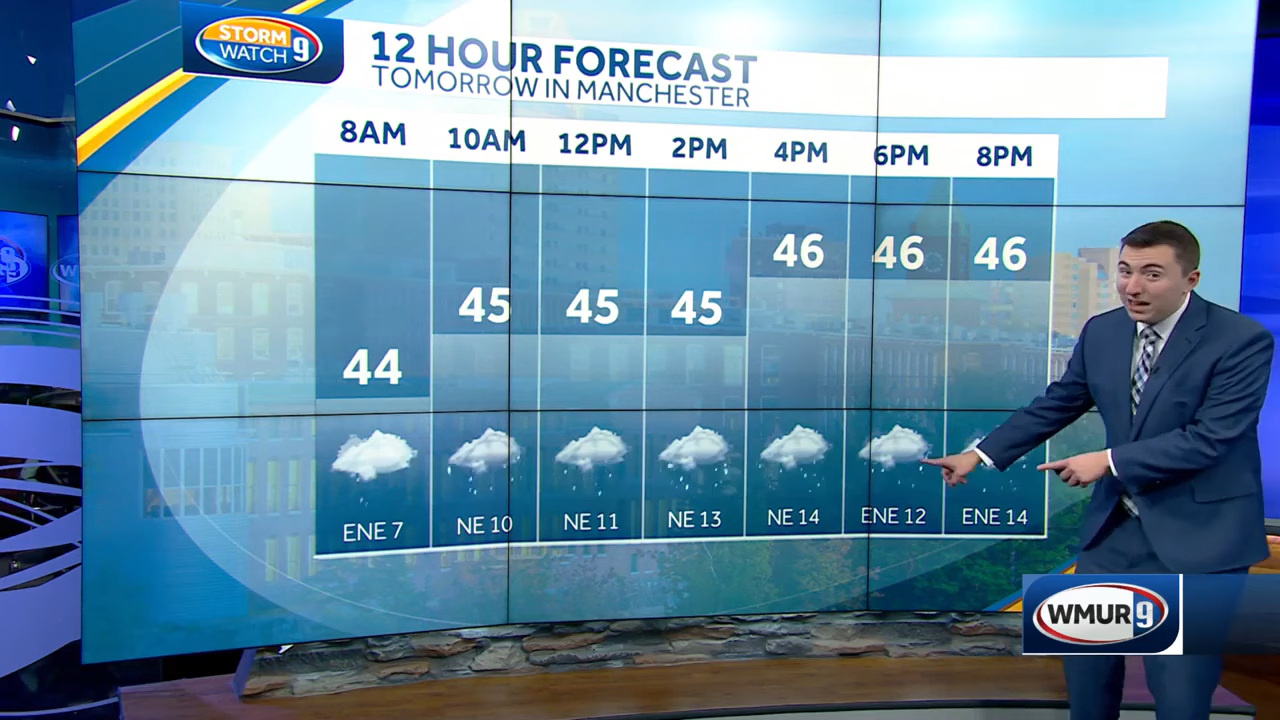 STORM
WATCH 9
12 HOUR FORECAST
TOMORROW IN MANCHESTER
8AM 10AM 12PM 2PM 4PM 6PM 8PM
46 46 46
45 45 45
44
ENE 7 NE 10 NE 11 NE 13 NE 14 ENE 12 ENE 14
WMUR 9